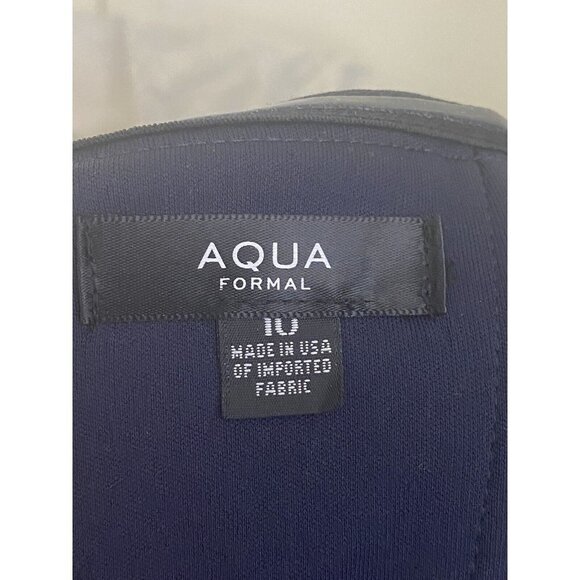 AQUA
FORMAL
10
MADE IN USA
OF IMPORTED
FABRIC